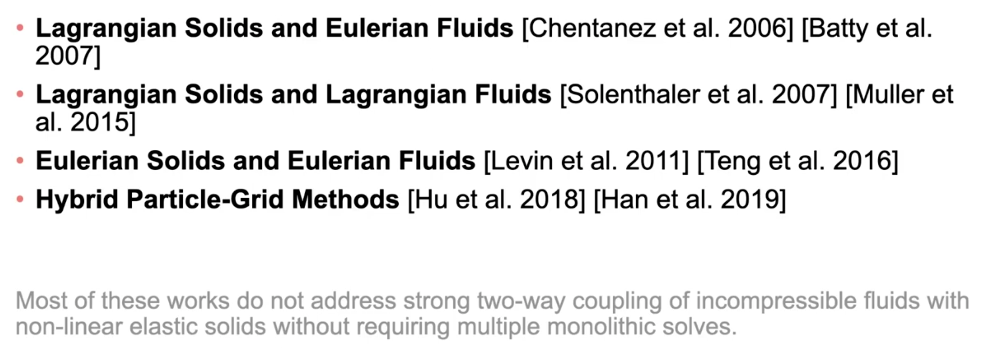 • Lagrangian Solids and Eulerian Fluids [Chentanez et al. 2006] [Batty et al.
2007]
• Lagrangian Solids and Lagrangian Fluids [Solenthaler et al. 2007] [Muller et
al. 2015]
• Eulerian Solids and Eulerian Fluids [Levin et al. 2011] [Teng et al. 2016]
• Hybrid Particle-Grid Methods [Hu et al. 2018] [Han et al. 2019]
Most of these works do not address strong two-way coupling of incompressible fluids with
non-linear elastic solids without requiring multiple monolithic solves.